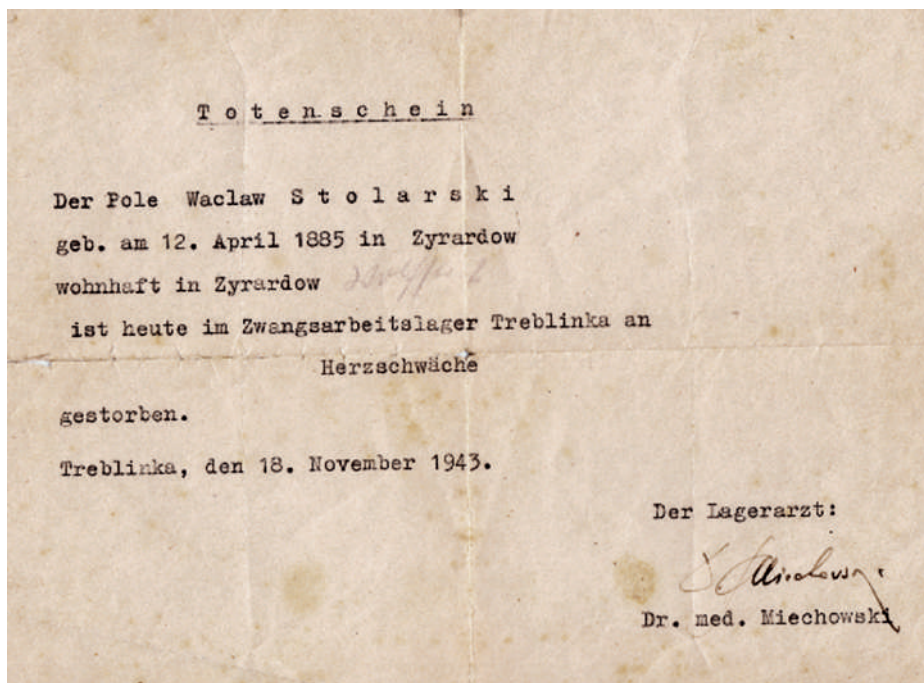 Totenschein
Der Pole Waclaw Stolarski
geb. am 12. April 1885 in Zyrardow
wohnhaft in Zyrardow
ist heute im Zwangsarbeitslager Treblinka an
Herzschwäche
gestorben.
Treblinka, den 18. November 1943.
Der Lagerarzt:
Dr. med. Miechowski